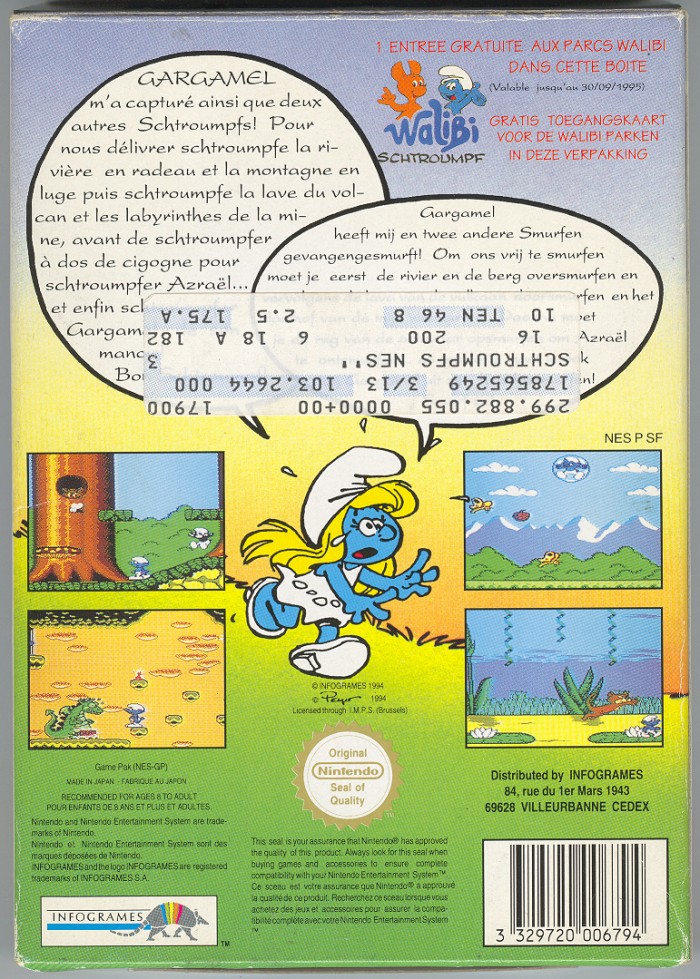 1 ENTREE GRATUITE AUX PARCS WALIBI
DANS CETTE BOITE
(Valable jusqu'au 30/09/1995)
WALIBI
SCHTROUMPF
GRATIS TOEGANGSKAART
VOOR DE WALIBI PARKEN
IN DEZE VERPAKKING
GARGAMEL
m'a capturé ainsi que deux
autres Schtroumpfs! Pour
nous délivrer schtroumpfe la ri-
vière en radeau et la montagne en
luge puis schtroumpfe la lave du vol-
can et les labyrinthes de la mi-
ne, avant de schtroumpfer
à dos de cigogne pour
schtroumpfer Azraël...
et enfin
Gargamel
heeft mij en twee andere Smurfen
gevangengesmurft! Om ons vrij te smurfen
moet je eerst de rivier en de berg oversmurfen en
en het
Azraël
299.882.055 0000+00 17900
178565249 3/13 103.2644 000
SCHTROUMPFS NES'' 3
16 200 6 18 A 182
10 TEN 46 8 2.5 175.A
NES P SF
© INFOGRAMES 1994
© Peyo 1994
Licensed through I.M.P.S. (Brussels)
Game Pak (NES-GP)
MADE IN JAPAN - FABRIQUE AU JAPON
RECOMMENDED FOR AGES 6 TO ADULT
POUR ENFANTS DE 8 ANS ET PLUS ET ADULTES.
Nintendo and Nintendo Entertainment System are trade-
marks of Nintendo.
Nintendo et Nintendo Entertainment System sont des
marques déposées de Nintendo.
INFOGRAMES and the logo INFOGRAMES are registered
trademarks of INFOGRAMES S.A.
INFOGRAMES
TM
Original
Nintendo
Seal of
Quality
TM
This seal is your assurance that Nintendo® has approved
the quality of this product. Always look for this seal when
buying games and accessories to ensure complete
compatibility with your Nintendo Entertainment System™.
Ce sceau est votre assurance que Nintendo® a approuvé
la qualité de ce produit. Recherchez ce sceau lorsque vous
achetez des jeux et accessoires pour assurer la compa-
tibilité complète avec votre Nintendo Entertainment System
™
Distributed by INFOGRAMES
84, rue du 1er Mars 1943
69628 VILLEURBANNE CEDEX
3 329720 006794